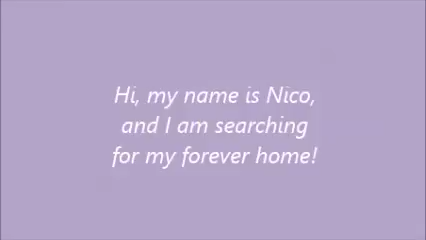 Hi, my name is Nico,
and I am searching
for my forever home!